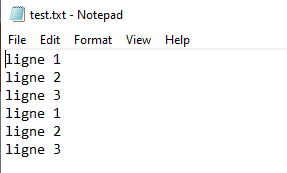 test.txt - Notepad
File Edit Format View Help
ligne 1
ligne 2
ligne 3
ligne 1
ligne 2
ligne 3